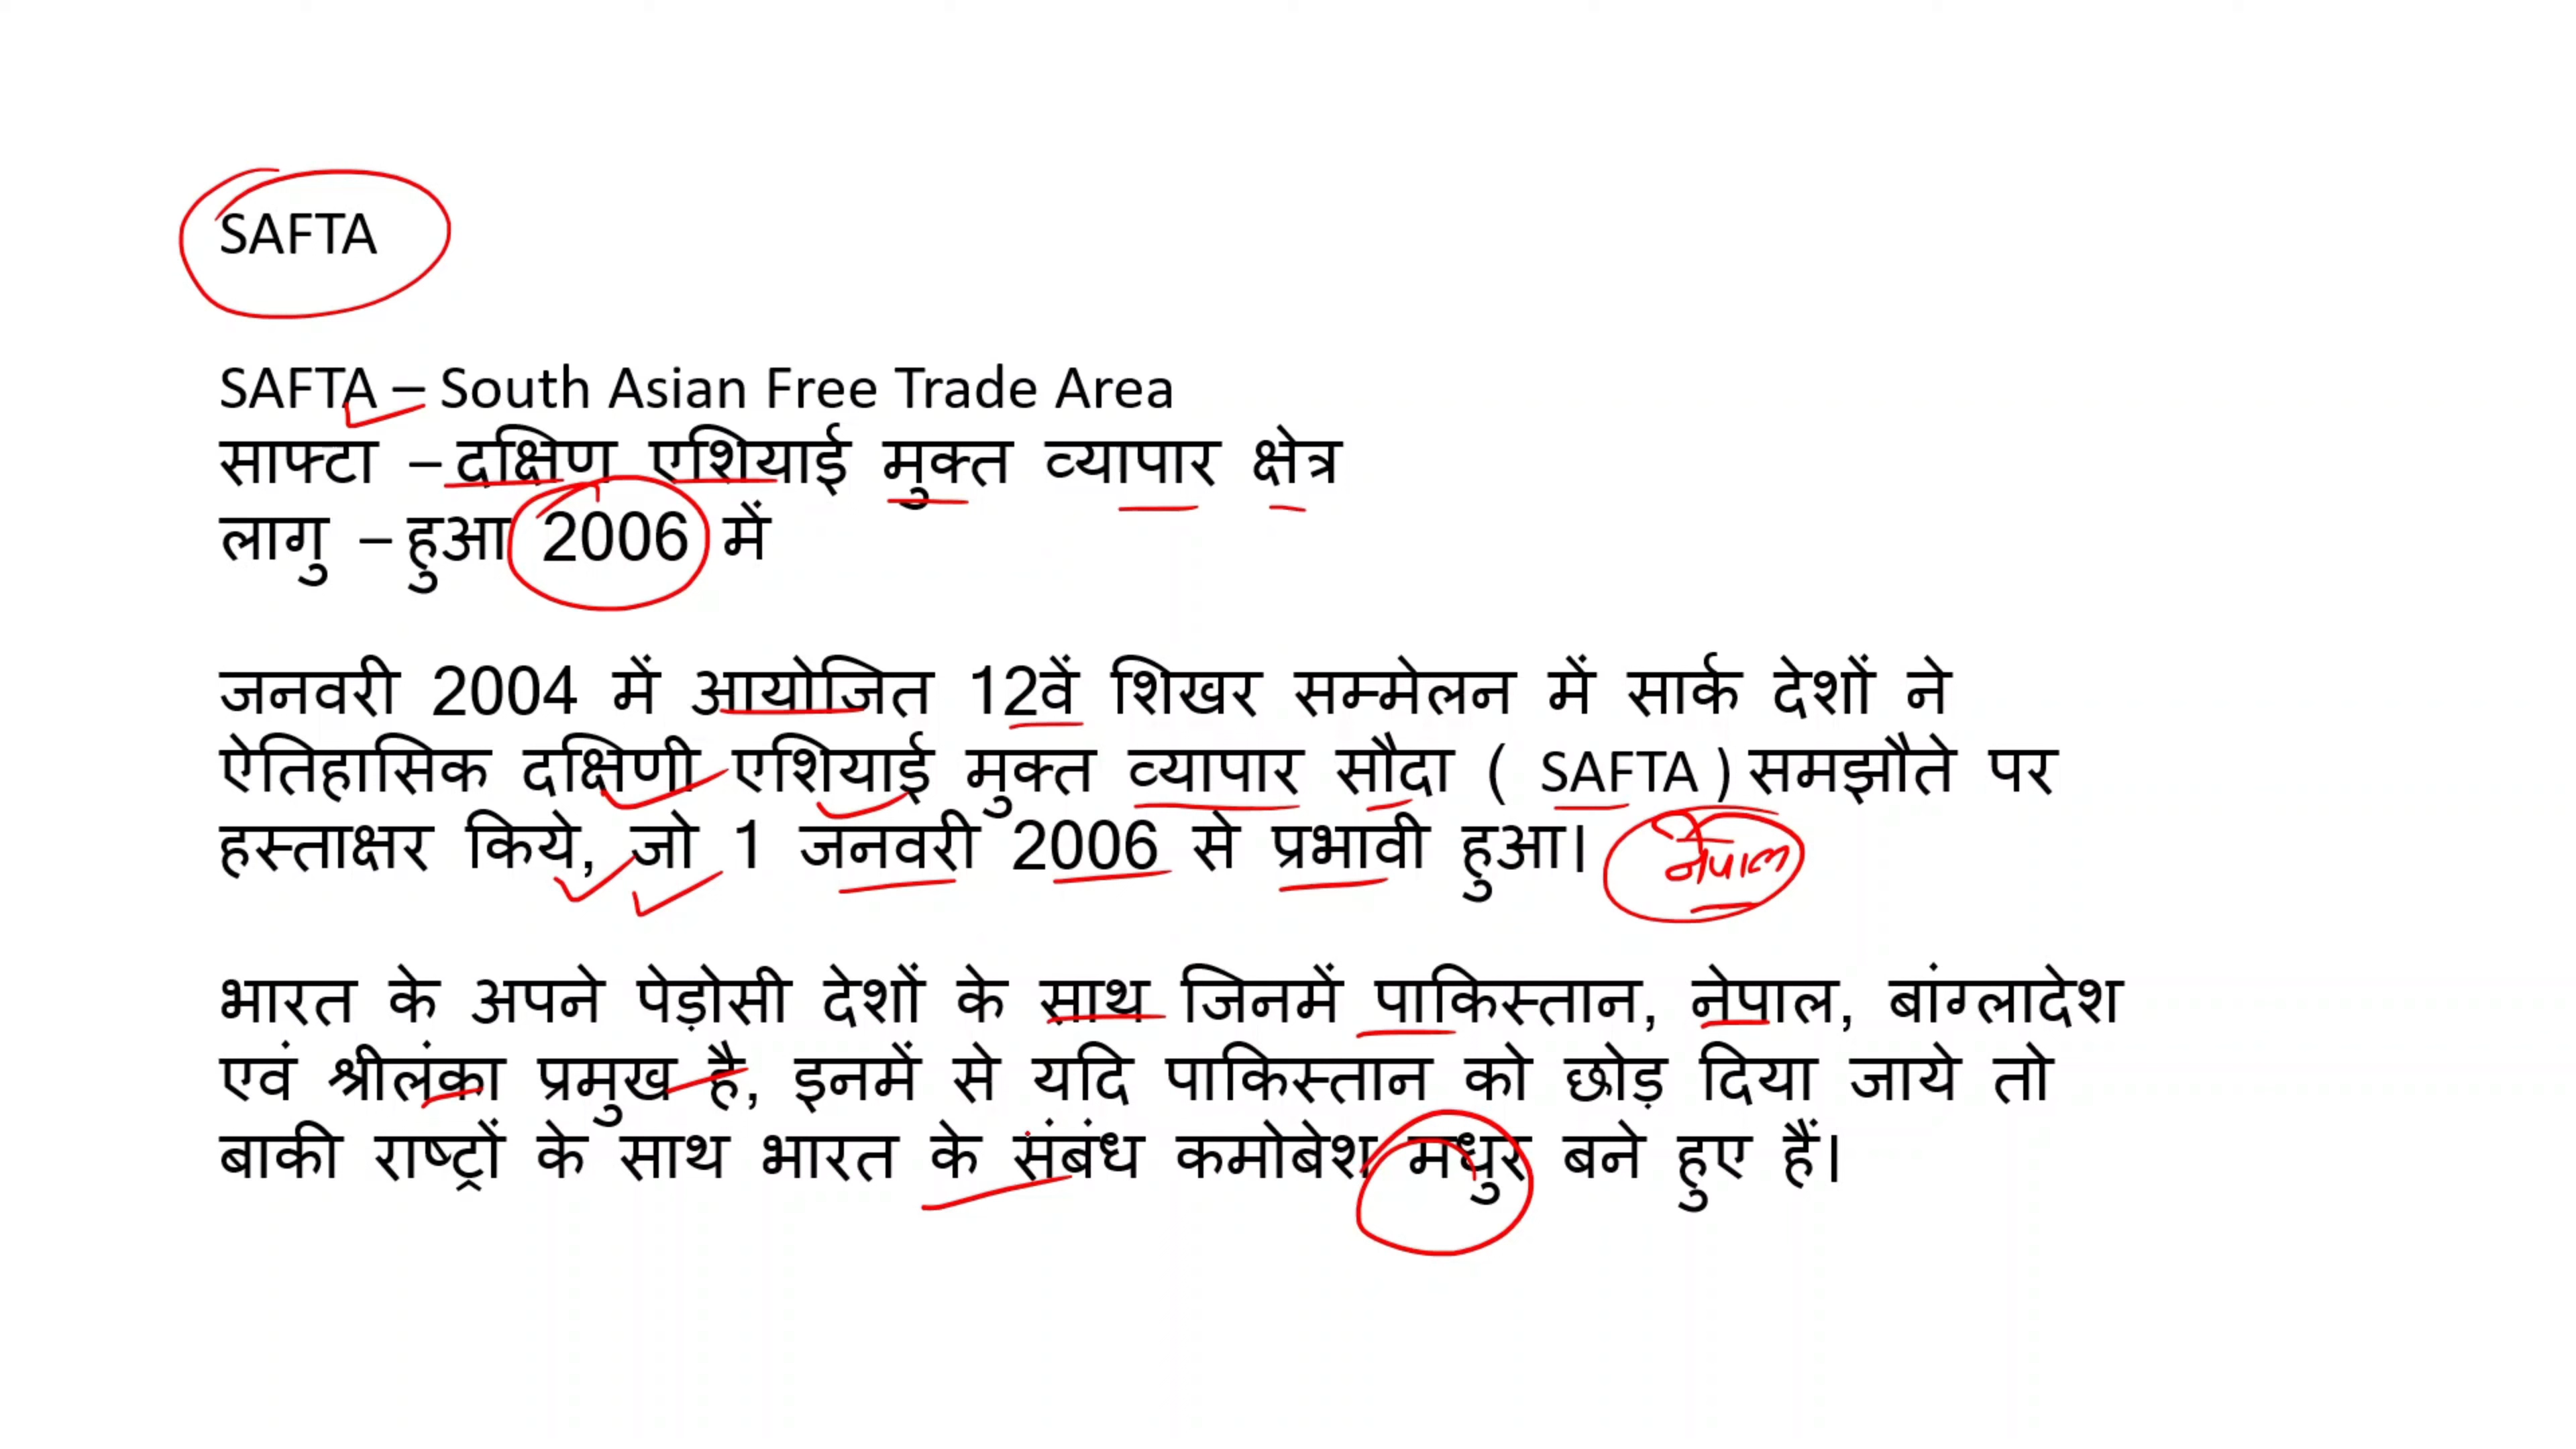 SAFTA
SAFTA – South Asian Free Trade Area
साफ्टा – दक्षिण एशियाई मुक्त व्यापार क्षेत्र
लागु – हुआ 2006 में
जनवरी 2004 में आयोजित 12वें शिखर सम्मेलन में सार्क देशों ने
ऐतिहासिक दक्षिणी एशियाई मुक्त व्यापार सौदा ( SAFTA ) समझौते पर
हस्ताक्षर किये, जो 1 जनवरी 2006 से प्रभावी हुआ।
नेपाल
भारत के अपने पेड़ोसी देशों के साथ जिनमें पाकिस्तान, नेपाल, बांग्लादेश
एवं श्रीलंका प्रमुख है, इनमें से यदि पाकिस्तान को छोड़ दिया जाये तो
बाकी राष्ट्रों के साथ भारत के संबंध कमोबेश मधुर बने हुए हैं।